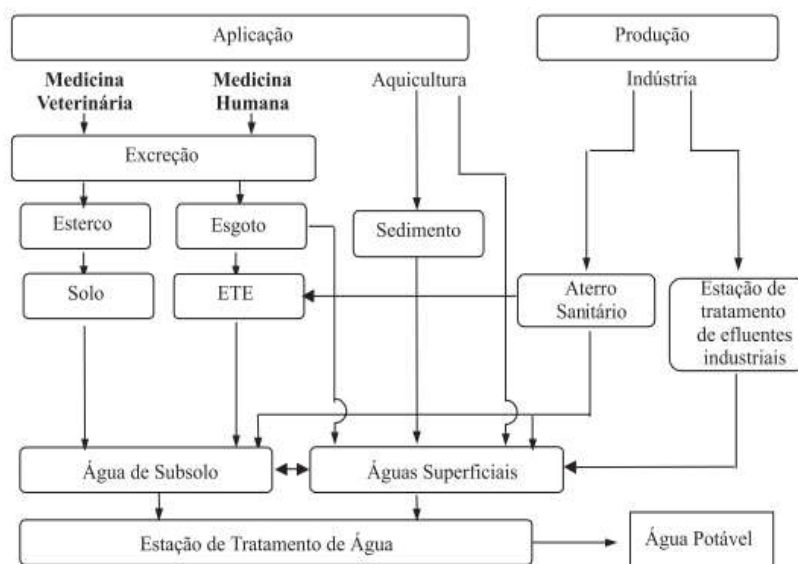 Aplicação
Produção
Medicina
Veterinária
Medicina
Humana
Aquicultura
Indústria
Excreção
Esterco
Esgoto
Sedimento
Solo
ETE
Aterro
Sanitário
Estação de
tratamento
de efluentes
industriais
Água de Subsolo
Águas Superficiais
Estação de Tratamento de Água
Água Potável